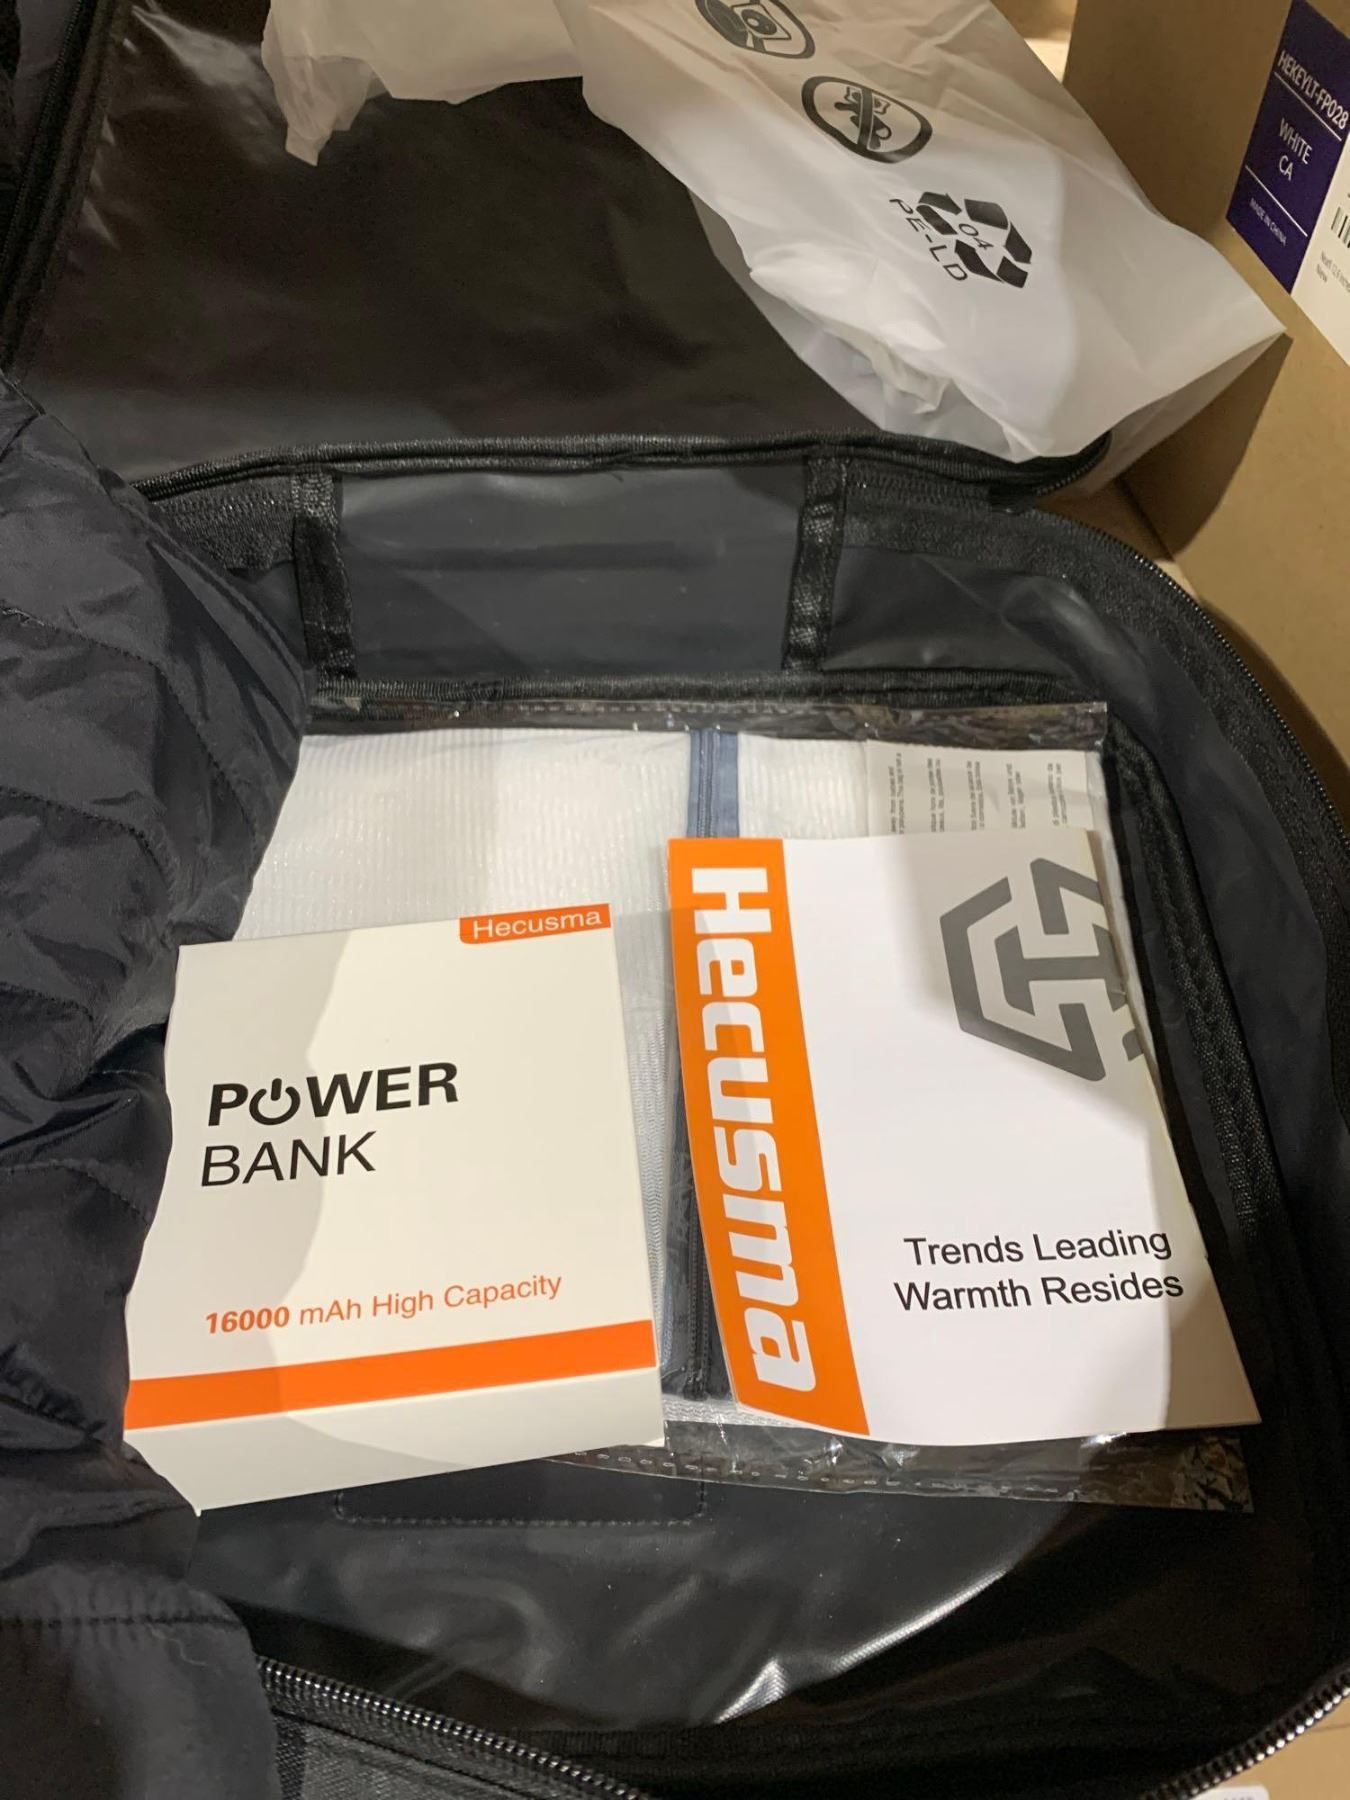 HEKEYLT-FP028
WHITE
CA
MADE IN CHINA
New
04
PE-LD
Hecusma
POWER
BANK
16000 mAh High Capacity
Hecusma
Trends Leading
Warmth Resides